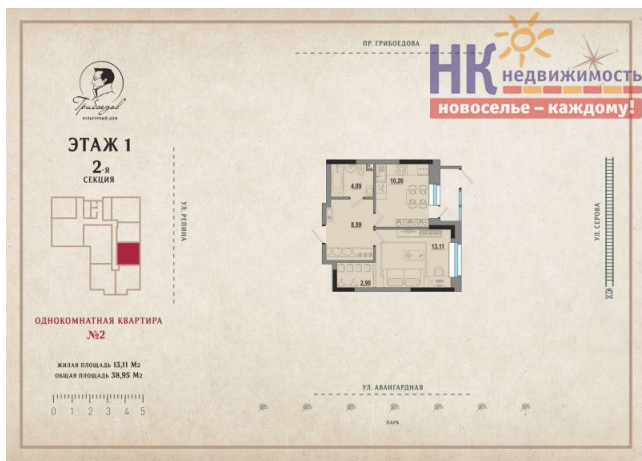 ПР. ГРИБОЕДОВА
НК недвижимость
новоселье – каждому!
Грибоедов
КУЛЬТУРНЫЙ ДОМ
ЭТАЖ 1
2-я
СЕКЦИЯ
УЛ. РЕПИНА
УЛ. СЕРОВА
4.09
10.26
8.59
13.11
2.90
ОДНОКОМНАТНАЯ КВАРТИРА
№2
ЖИЛАЯ ПЛОЩАДЬ 13,11 М2
ОБЩАЯ ПЛОЩАДЬ 38,95 М2
0 1 2 3 4 5
УЛ. АВАНГАРДНАЯ
ПАРК